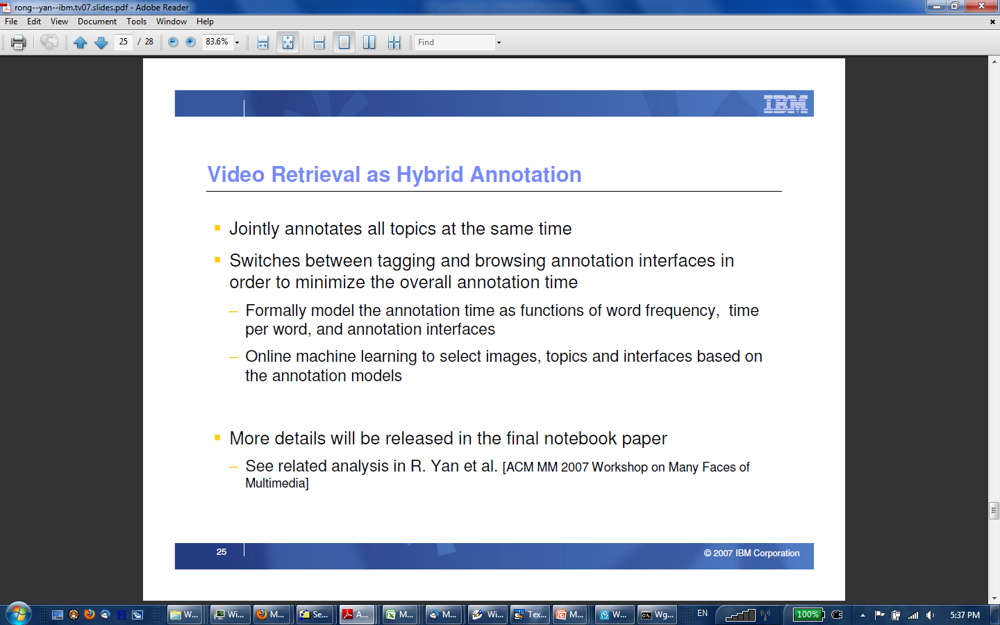 rong--yan--ibm.tv07.slides.pdf - Adobe Reader
File Edit View Document Tools Window Help
25 / 28 83.6% Find
IBM
Video Retrieval as Hybrid Annotation
Jointly annotates all topics at the same time
Switches between tagging and browsing annotation interfaces in
order to minimize the overall annotation time
– Formally model the annotation time as functions of word frequency, time
per word, and annotation interfaces
– Online machine learning to select images, topics and interfaces based on
the annotation models
More details will be released in the final notebook paper
– See related analysis in R. Yan et al. [ACM MM 2007 Workshop on Many Faces of
Multimedia]
25 © 2007 IBM Corporation
W... Wi... M... Se... A... M... M... Wi... Tex... M... W... Wg... EN 100% 5:37 PM